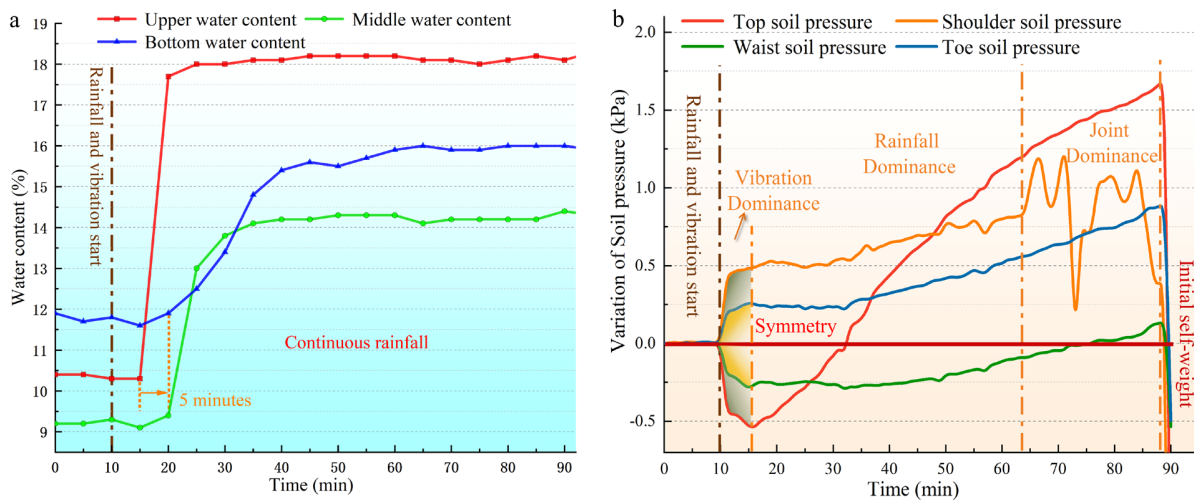 a
Upper water content
Middle water content
Bottom water content
19
18
17
16
15
14
13
12
11
10
9
Water content (%)
Rainfall and vibration start
Continuous rainfall
5 minutes
0
10
20
30
40
50
60
70
80
90
Time (min)
b
Top soil pressure
Shoulder soil pressure
Waist soil pressure
Toe soil pressure
2.0
1.5
1.0
0.5
0.0
-0.5
Variation of Soil pressure (kPa)
Rainfall and vibration start
Vibration
Dominance
Rainfall
Dominance
Joint
Dominance
Symmetry
Initial self-weight
0
10
20
30
40
50
60
70
80
90
Time (min)